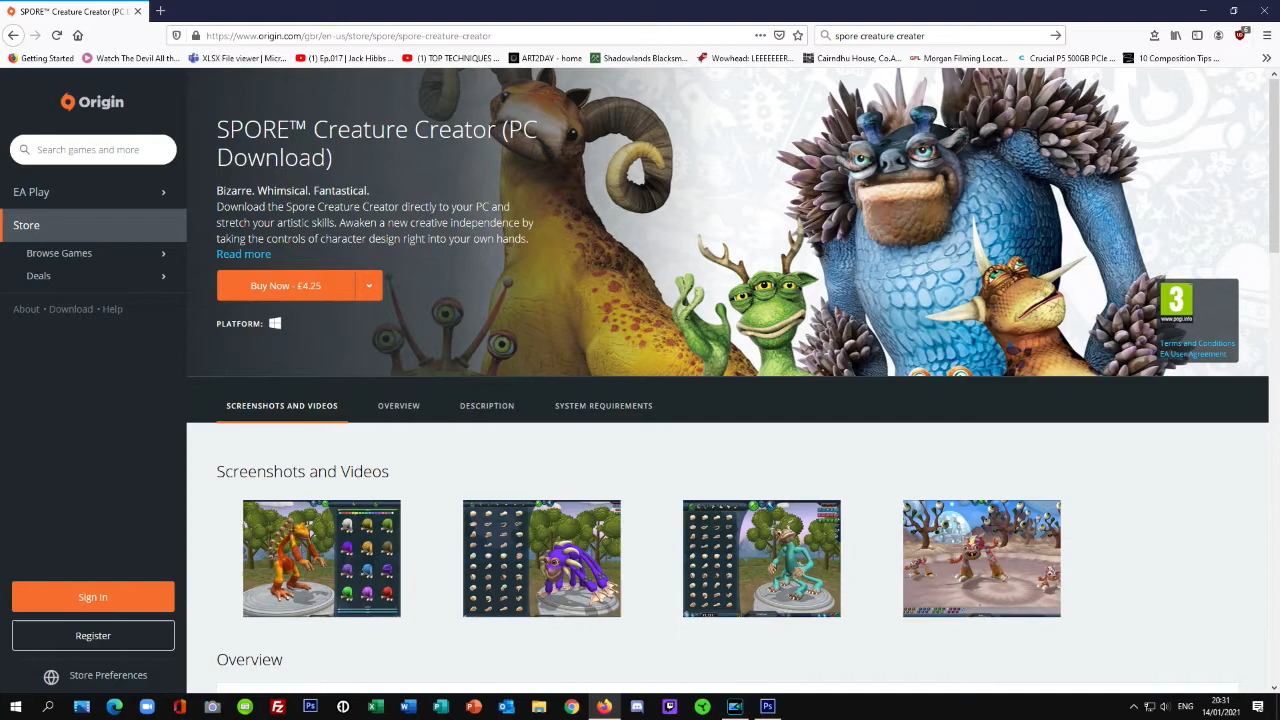 SPORE™ Creature Creator (PC
https://www.origin.com/gbr/en-us/store/spore/spore-creature-creator
spore creature creater
Getting Started
Watch The Devil All th...
XLSX File viewer | Micr...
(1) Ep.017 | Jack Hibbs ...
(1) TOP TECHNIQUES ...
ART2DAY - home
Shadowlands Blacksm...
Wowhead: LEEEEEEE...
Cairndhu House, Co.A...
Morgan Filming Locat...
Crucial P5 500GB PCIe ...
10 Composition Tips ...
Origin
Search games and more
EA Play
Store
Browse Games
Deals
About • Download • Help
Sign In
Register
Store Preferences
SPORE™ Creature Creator (PC
Download)
Bizarre. Whimsical. Fantastical.
Download the Spore Creature Creator directly to your PC and
stretch your artistic skills. Awaken a new creative independence by
taking the controls of character design right into your own hands.
Read more
Buy Now - £4.25
PLATFORM:
3
www.pegi.info
Terms and Conditions
EA User Agreement
SCREENSHOTS AND VIDEOS
OVERVIEW
DESCRIPTION
SYSTEM REQUIREMENTS
Screenshots and Videos
Overview
ENG
20:31
14/01/2021